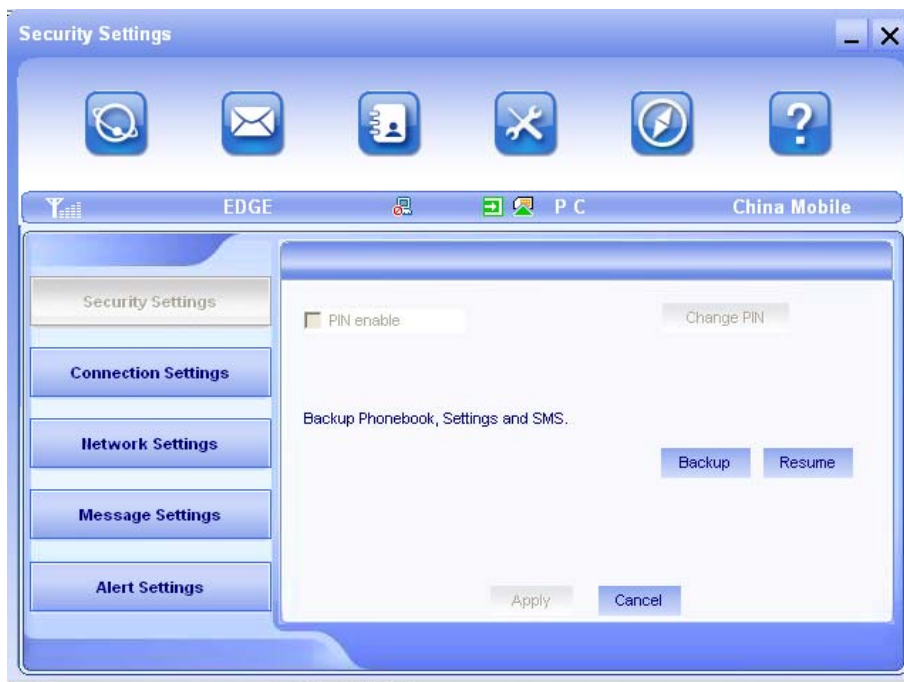 Security Settings
EDGE
PC
China Mobile
Security Settings
Connection Settings
Network Settings
Message Settings
Alert Settings
PIN enable
Change PIN
Backup Phonebook, Settings and SMS.
Backup
Resume
Apply
Cancel